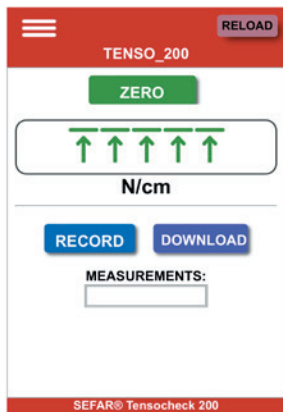 RELOAD
TENSO_200
ZERO
N/cm
RECORD DOWNLOAD
MEASUREMENTS:
SEFAR® Tensocheck 200